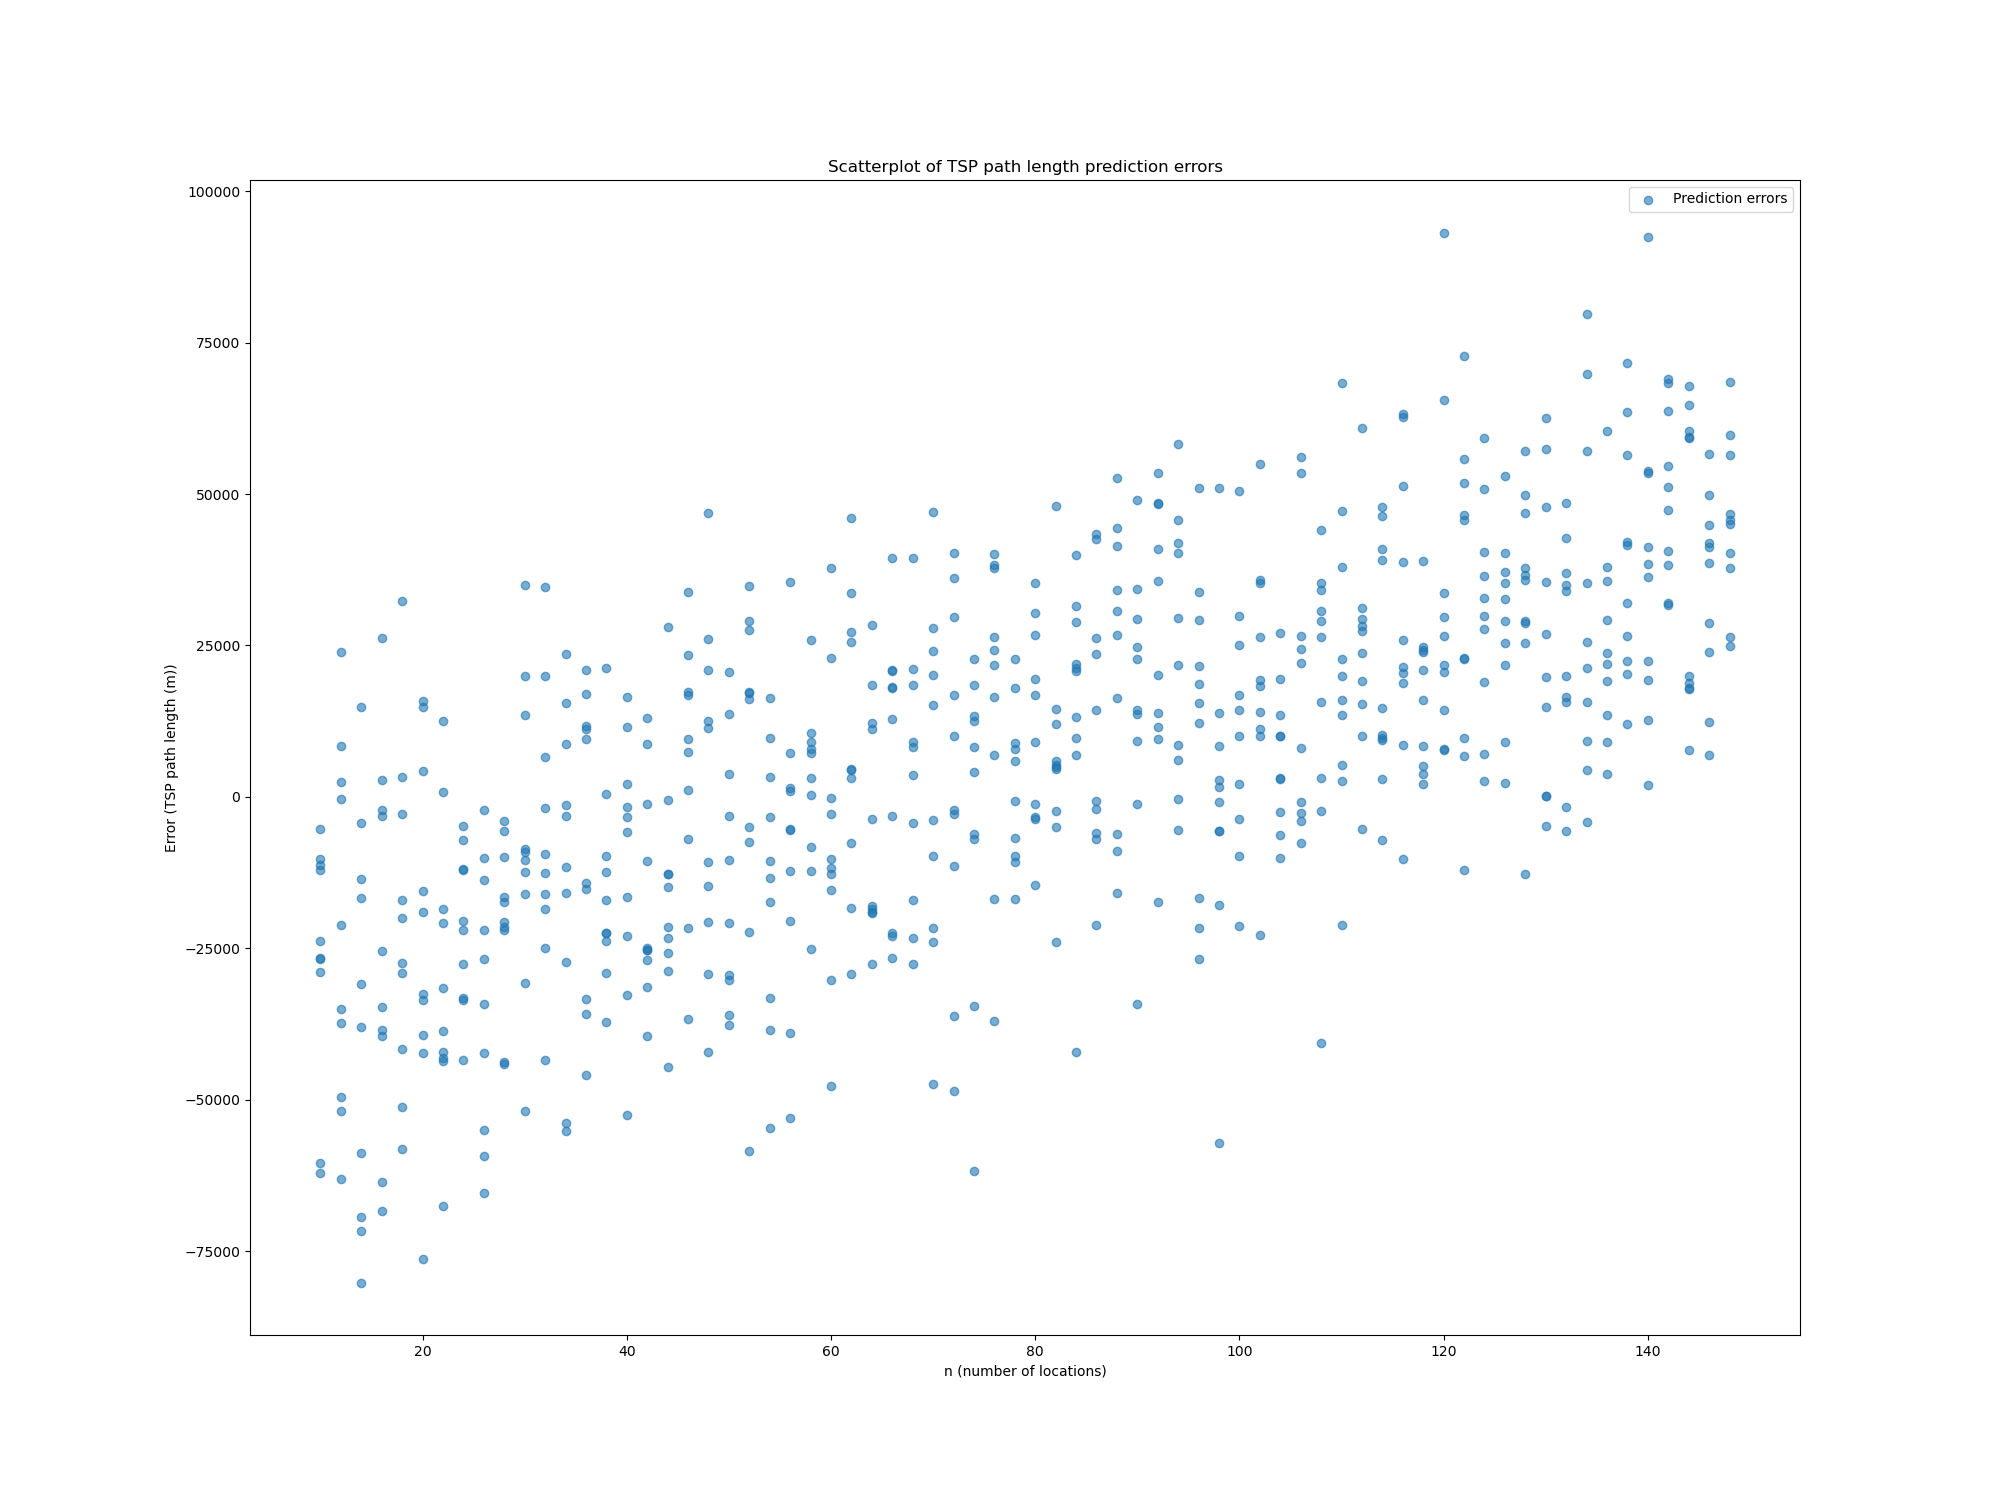 Scatterplot of TSP path length prediction errors
Prediction errors
100000
75000
50000
25000
0
−25000
−50000
−75000
Error (TSP path length (m))
20 40 60 80 100 120 140
n (number of locations)